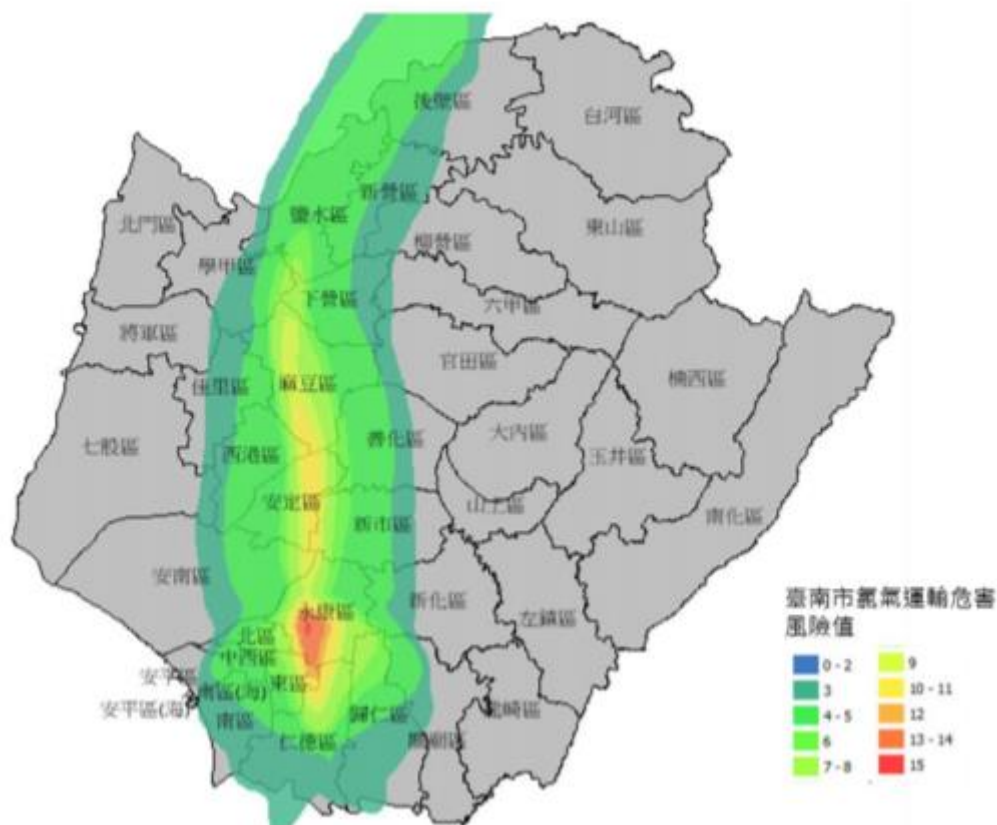 後壁區
白河區
新營區
鹽水區
北門區
東山區
柳營區
學甲區
下營區
六甲區
將軍區
官田區
楠西區
佳里區
麻豆區
大內區
善化區
七股區
西港區
玉井區
安定區
山上區
南化區
新市區
安南區
新化區
永康區
左鎮區
北區
中西區
安平區
東區
南區(海)
安平區(海)
龍崎區
歸仁區
南區
關廟區
仁德區
臺南市氯氣運輸危害
風險值
0 - 2
3
4 - 5
6
7 - 8
9
10 - 11
12
13 - 14
15